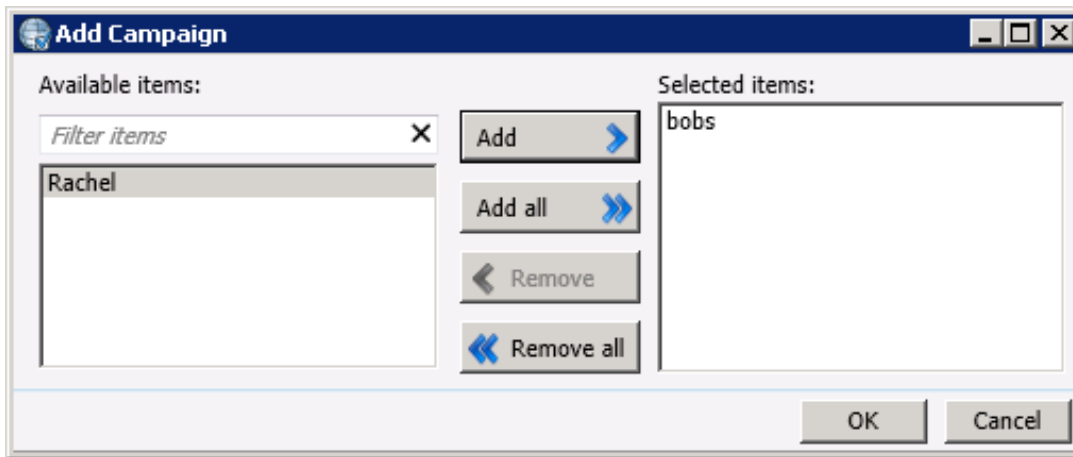 Add Campaign
Available items:
Filter items
Rachel
Add
Add all
Remove
Remove all
Selected items:
bobs
OK
Cancel